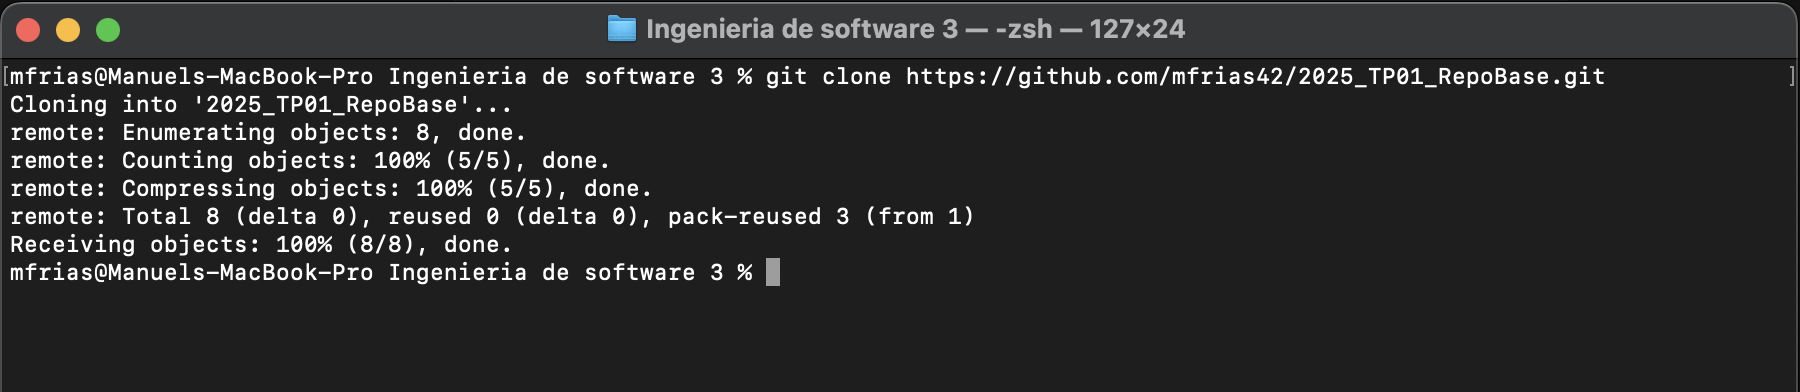 Ingenieria de software 3 — -zsh — 127×24
[mfrias@Manuels-MacBook-Pro Ingenieria de software 3 % git clone https://github.com/mfrias42/2025_TP01_RepoBase.git ]
Cloning into '2025_TP01_RepoBase'...
remote: Enumerating objects: 8, done.
remote: Counting objects: 100% (5/5), done.
remote: Compressing objects: 100% (5/5), done.
remote: Total 8 (delta 0), reused 0 (delta 0), pack-reused 3 (from 1)
Receiving objects: 100% (8/8), done.
mfrias@Manuels-MacBook-Pro Ingenieria de software 3 %